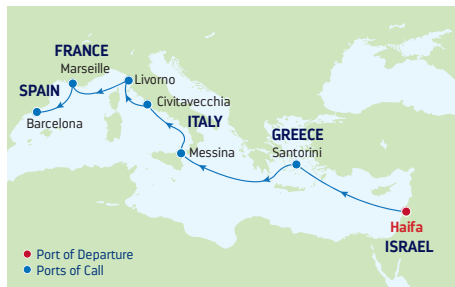 FRANCE
Marseille
SPAIN
Barcelona
Livorno
Civitavecchia
ITALY
Messina
GREECE
Santorini
Haifa
ISRAEL
Port of Departure
Ports of Call